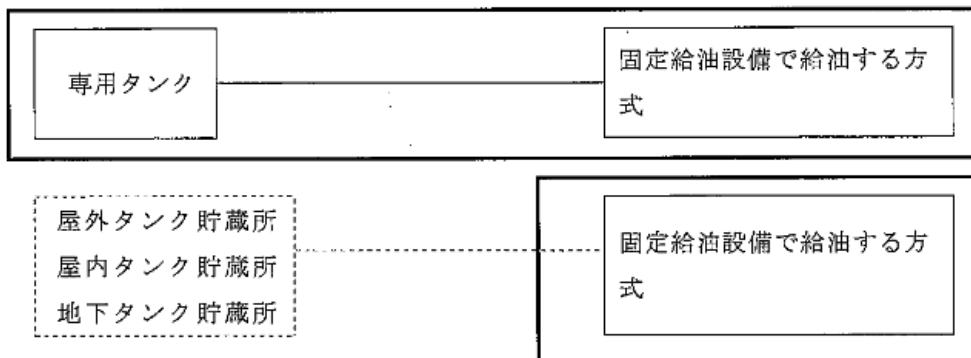 専用タンク
固定給油設備で給油する方
式
屋外タンク貯蔵所
屋内タンク貯蔵所
地下タンク貯蔵所
固定給油設備で給油する方
式